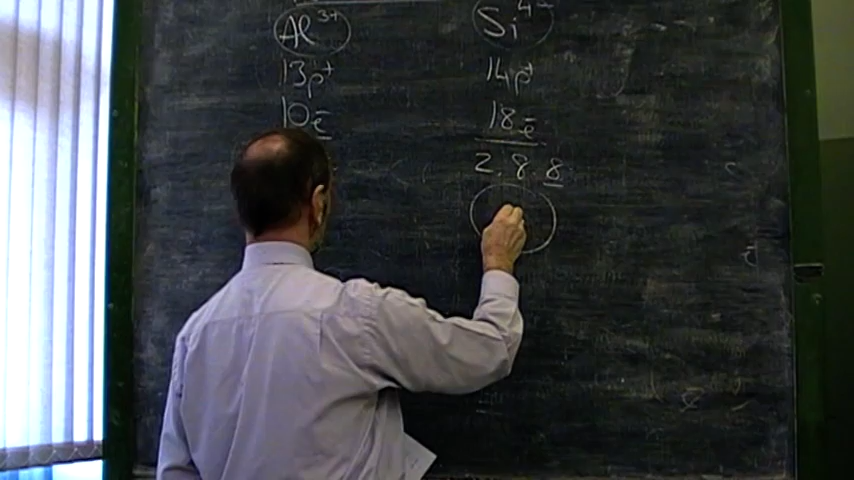 Al³⁺
13p⁺
10e⁻
Si⁴⁻
14p⁺
18e⁻
2.8.8